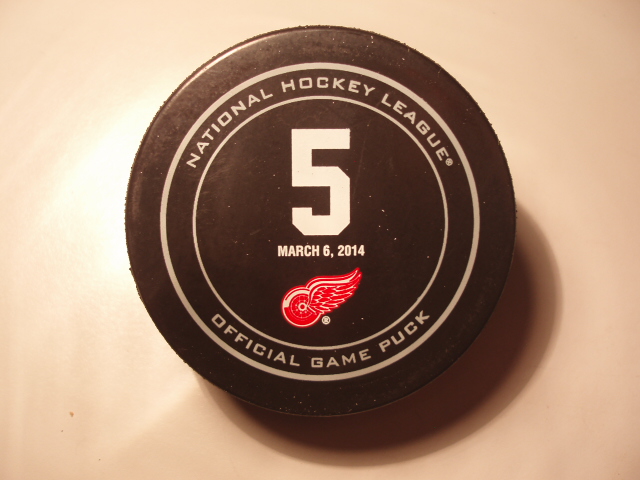 NATIONAL HOCKEY LEAGUE®
5
MARCH 6, 2014
®
OFFICIAL GAME PUCK